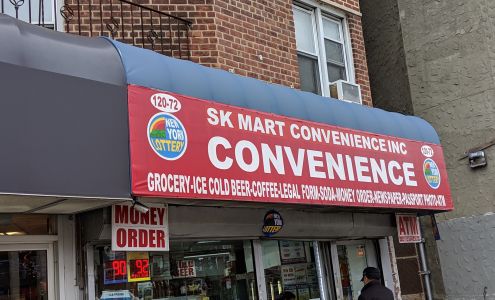 120-72
NEW
YORK
LOTTERY
SK MART CONVENIENCE INC
CONVENIENCE
GROCERY-ICE COLD BEER-COFFEE-LEGAL FORM-SODA-MONEY ORDER-NEWSPAPER-PASSPORT PHOTO-ATM
MONEY
ORDER
ATM